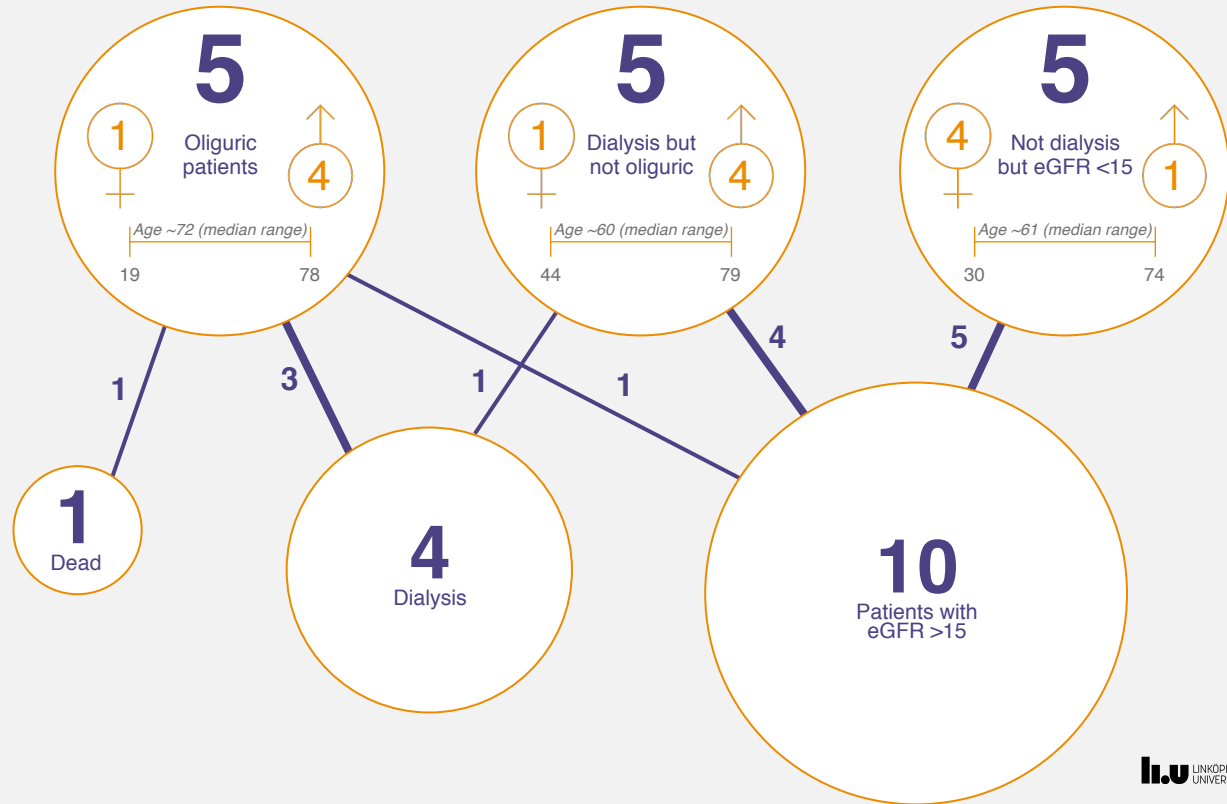 5
Oliguric
patients
1
4
Age ~72 (median range)
19
78
5
Dialysis but
not oliguric
1
4
Age ~60 (median range)
44
79
5
Not dialysis
but eGFR <15
4
1
Age ~61 (median range)
30
74
1
3
1
1
4
5
1
Dead
4
Dialysis
10
Patients with
eGFR >15
li.u